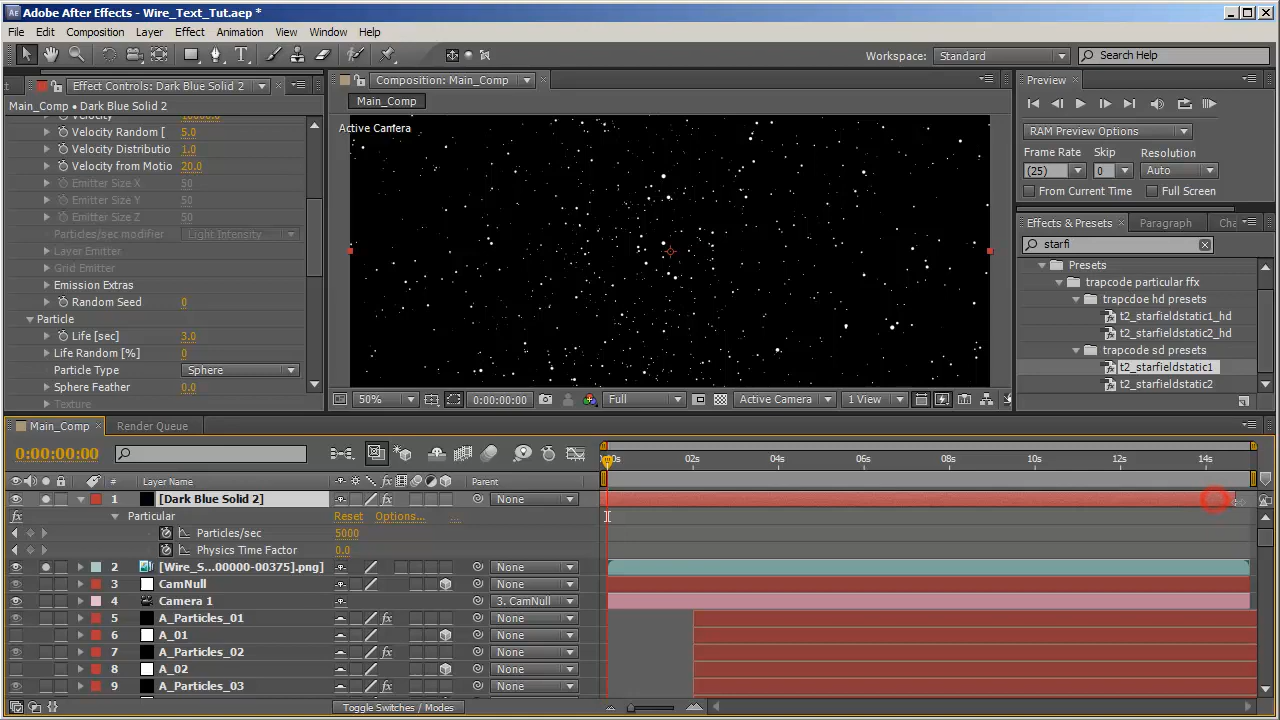 Adobe After Effects - Wire_Text_Tut.aep *
File Edit Composition Layer Effect Animation View Window Help
Workspace: Standard Search Help
Effect Controls: Dark Blue Solid 2
Main_Comp • Dark Blue Solid 2
Velocity
Velocity Random [ 5.0
Velocity Distributio 1.0
Velocity from Motio 20.0
Emitter Size X 50
Emitter Size Y 50
Emitter Size Z 50
Particles/sec modifier Light Intensity
Layer Emitter
Grid Emitter
Emission Extras
Random Seed 0
Particle
Life [sec] 3.0
Life Random [%] 0
Particle Type Sphere
Sphere Feather 0.0
Texture
Composition: Main_Comp
Main_Comp
Active Camera
50% 0:00:00:00 Full Active Camera 1 View
Preview
RAM Preview Options
Frame Rate Skip Resolution
(25) 0 Auto
From Current Time Full Screen
Effects & Presets Paragraph Cha
starfi
Presets
trapcode particular ffx
trapcdoe hd presets
t2_starfieldstatic1_hd
t2_starfieldstatic2_hd
trapcode sd presets
t2_starfieldstatic1
t2_starfieldstatic2
Main_Comp Render Queue
0:00:00:00
02s 04s 06s 08s 10s 12s 14s
# Layer Name Parent
1 [Dark Blue Solid 2] None
Particular Reset Options... ...
Particles/sec 5000
Physics Time Factor 0.0
2 [Wire_S...00000-00375].png] None
3 CamNull None
4 Camera 1 3. CamNull
5 A_Particles_01 None
6 A_01 None
7 A_Particles_02 None
8 A_02 None
9 A_Particles_03 None
Toggle Switches / Modes